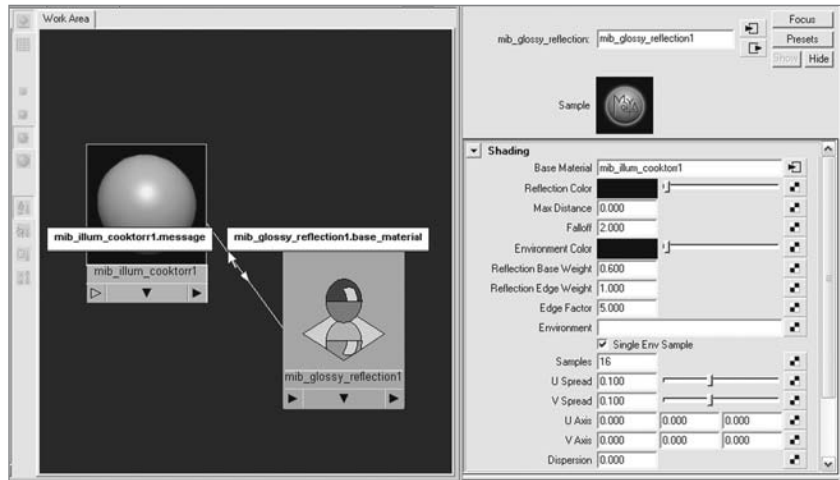 Work Area
mib_illum_cooktorr1.message
mib_glossy_reflection1.base_material
mib_illum_cooktorr1
mib_glossy_reflection1
mib_glossy_reflection: mib_glossy_reflection1
Focus
Presets
Show Hide
Sample
Shading
Base Material mib_illum_cooktorr1
Reflection Color
Max Distance 0.000
Falloff 2.000
Environment Color
Reflection Base Weight 0.600
Reflection Edge Weight 1.000
Edge Factor 5.000
Environment
Single Env Sample
Samples 16
U Spread 0.100
V Spread 0.100
U Axis 0.000 0.000 0.000
V Axis 0.000 0.000 0.000
Dispersion 0.000